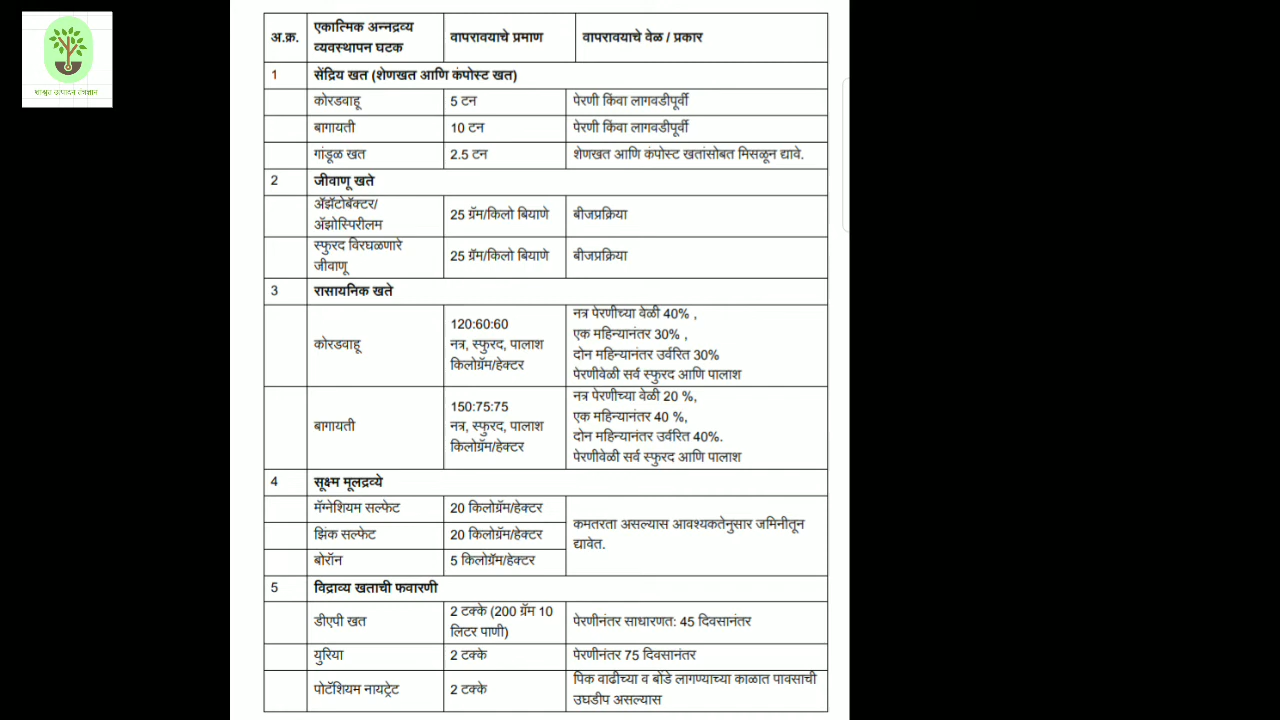 शाश्वत उत्पादन तंत्रज्ञान
अ.क्र. एकात्मिक अन्नद्रव्य व्यवस्थापन घटक वापरावयाचे प्रमाण वापरावयाचे वेळ / प्रकार
1 सेंद्रिय खत (शेणखत आणि कंपोस्ट खत)
कोरडवाहू 5 टन पेरणी किंवा लागवडीपूर्वी
बागायती 10 टन पेरणी किंवा लागवडीपूर्वी
गांडूळ खत 2.5 टन शेणखत आणि कंपोस्ट खतांसोबत मिसळून द्यावे.
2 जीवाणू खते
ॲझॅटोबॅक्टर/
ॲझोस्पिरीलम 25 ग्रॅम/किलो बियाणे बीजप्रक्रिया
स्फुरद विरघळणारे
जीवाणू 25 ग्रॅम/किलो बियाणे बीजप्रक्रिया
3 रासायनिक खते
कोरडवाहू
120:60:60
नत्र, स्फुरद, पालाश
किलोग्रॅम/हेक्टर
नत्र पेरणीच्या वेळी 40% ,
एक महिन्यानंतर 30% ,
दोन महिन्यानंतर उर्वरित 30%
पेरणीवेळी सर्व स्फुरद आणि पालाश
बागायती
150:75:75
नत्र, स्फुरद, पालाश
किलोग्रॅम/हेक्टर
नत्र पेरणीच्या वेळी 20 %,
एक महिन्यानंतर 40 %,
दोन महिन्यानंतर उर्वरित 40%.
पेरणीवेळी सर्व स्फुरद आणि पालाश
4 सूक्ष्म मूलद्रव्ये
मॅग्नेशियम सल्फेट 20 किलोग्रॅम/हेक्टर
झिंक सल्फेट 20 किलोग्रॅम/हेक्टर
बोरॉन 5 किलोग्रॅम/हेक्टर
कमतरता असल्यास आवश्यकतेनुसार जमिनीतून
द्यावेत.
5 विद्राव्य खताची फवारणी
डीएपी खत
2 टक्के (200 ग्रॅम 10
लिटर पाणी)
पेरणीनंतर साधारणत: 45 दिवसानंतर
युरिया 2 टक्के पेरणीनंतर 75 दिवसानंतर
पोटॅशियम नायट्रेट 2 टक्के
पिक वाढीच्या व बोंडे लागण्याच्या काळात पावसाची
उघडीप असल्यास